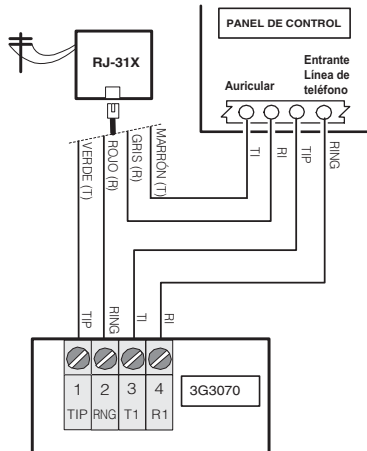 PANEL DE CONTROL
RJ-31X
Entrante
Línea de
teléfono
Auricular
VERDE (T)
ROJO (R)
GRIS (R)
MARRÓN (T)
TI
RI
TIP
RING
TIP
RING
TI
RI
1
2
3
4
TIP
RNG
T1
R1
3G3070